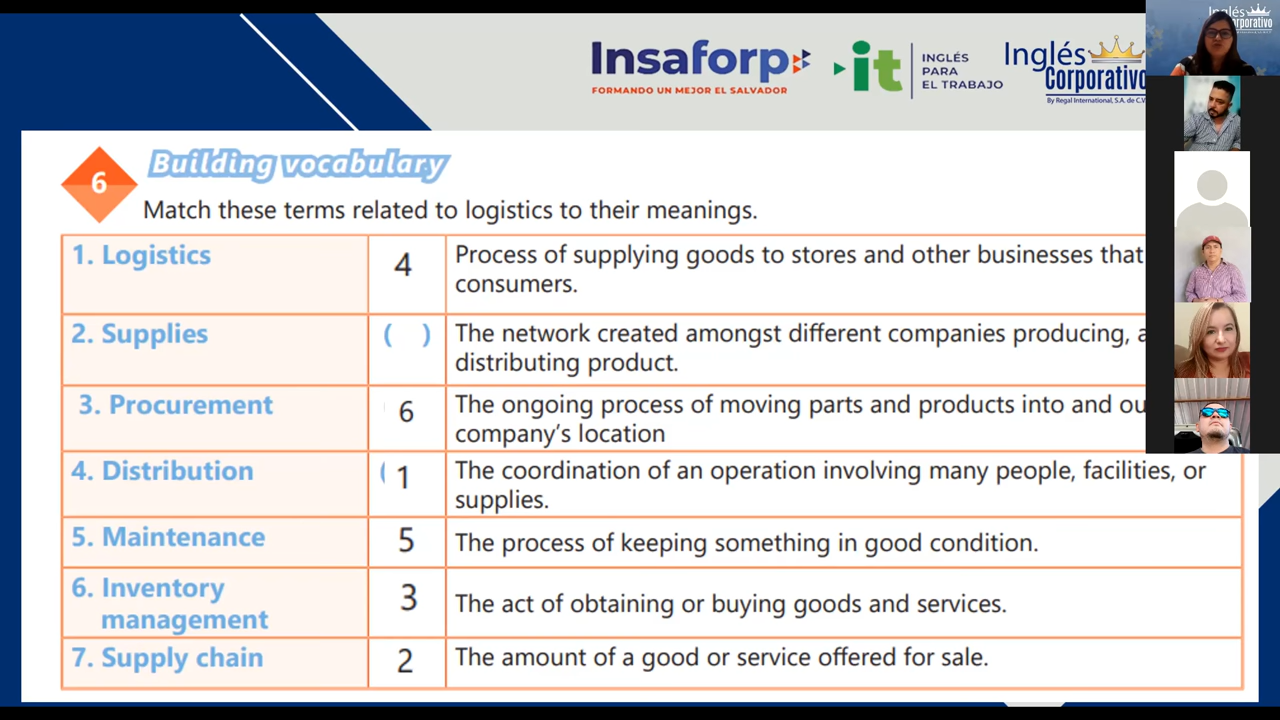 Insaforp
FORMANDO UN MEJOR EL SALVADOR
it
INGLÉS
PARA
EL TRABAJO
Inglés
Corporativo
By Regal International, S.A. de C.V.
Inglés
Corporativo
6
Building vocabulary
Match these terms related to logistics to their meanings.
1. Logistics
4
Process of supplying goods to stores and other businesses that
consumers.
2. Supplies
( )
The network created amongst different companies producing,
distributing product.
3. Procurement
6
The ongoing process of moving parts and products into and
company's location
4. Distribution
( 1
The coordination of an operation involving many people, facilities, or
supplies.
5. Maintenance
5
The process of keeping something in good condition.
6. Inventory
management
3
The act of obtaining or buying goods and services.
7. Supply chain
2
The amount of a good or service offered for sale.